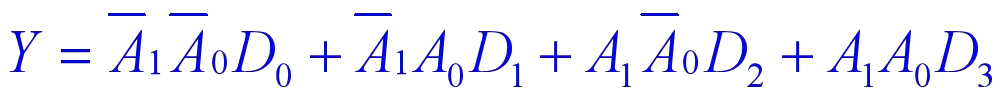 Y = A̅₁A̅₀D₀ + A̅₁A₀D₁ + A₁A̅₀D₂ + A₁A₀D₃